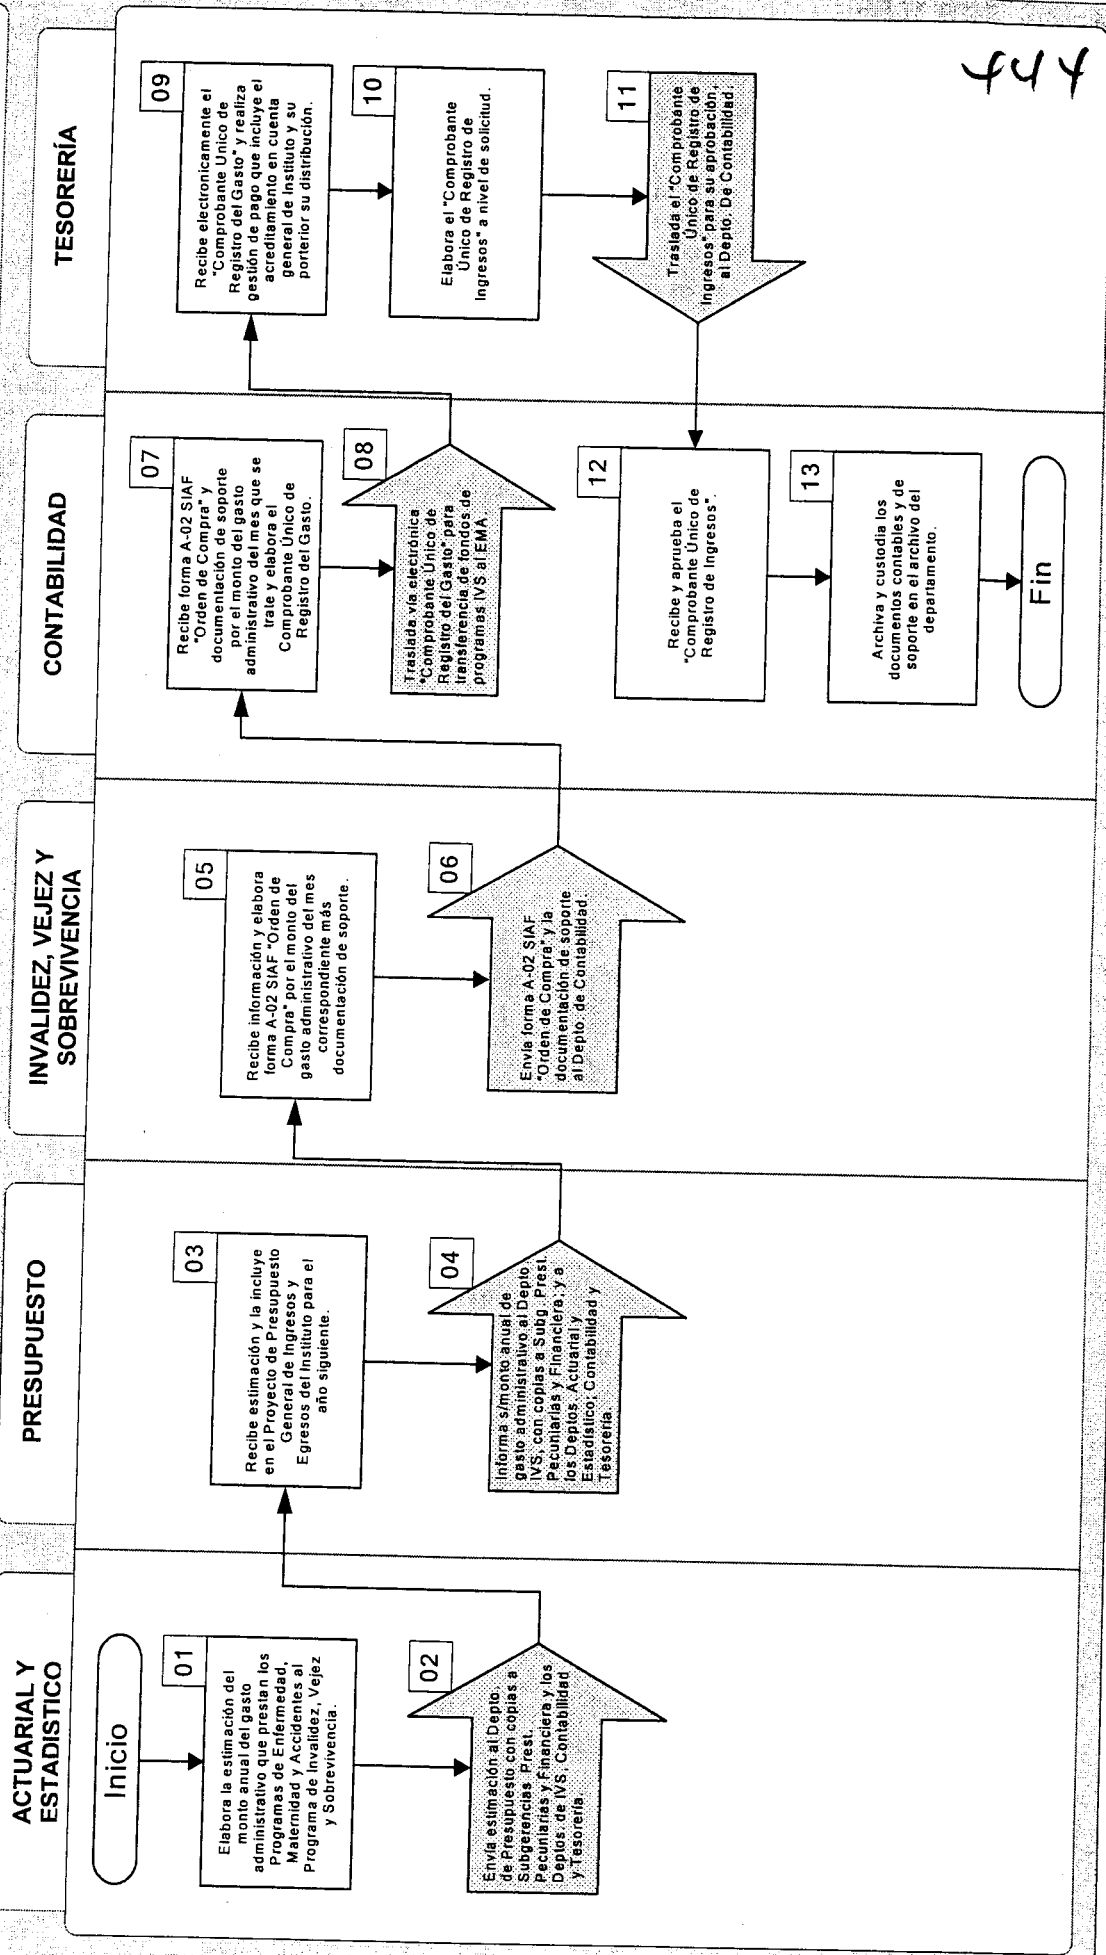 ACTUARIAL Y
ESTADISTICO
Inicio
01
Elabora la estimación del
monto anual del gasto
administrativo que prestan los
Programas de Enfermedad,
Maternidad y Accidentes al
Programa de Invalidez, Vejez
y Sobrevivencia.
02
Envía estimación al Depto.
de Presupuesto con copias a
Subgerencias Prest.
Pecuniarias y Financiera y los
Deptos. de IVS; Contabilidad
y Tesorería
PRESUPUESTO
03
Recibe estimación y la incluye
en el Proyecto de Presupuesto
General de Ingresos y
Egresos del Instituto para el
año siguiente.
04
Informa s/monto anual de
gasto administrativo al Depto.
IVS, con copias a Subg. Prest.
Pecuniarias y Financiera; y a
los Deptos. Actuarial y
Estadístico; Contabilidad y
Tesorería.
INVALIDEZ, VEJEZ Y
SOBREVIVENCIA
05
Recibe información y elabora
forma A-02 SIAF "Orden de
Compra" por el monto del
gasto administrativo del mes
correspondiente más
documentación de soporte.
06
Envía forma A-02 SIAF
"Orden de Compra" y la
documentación de soporte
al Depto. de Contabilidad.
CONTABILIDAD
07
Recibe forma A-02 SIAF
"Orden de Compra" y
documentación de soporte
por el monto del gasto
administrativo del mes que se
trate y elabora el
Comprobante Único de
Registro del Gasto.
08
Traslada vía electrónica
"Comprobante Único de
Registro del Gasto" para
transferencia de fondos de
programas IVS al EMA.
TESORERÍA
09
Recibe electronicamente el
"Comprobante Unico de
Registro del Gasto" y realiza
gestión de pago que incluye el
acreditamiento en cuenta
general de Instituto y su
porterior su distribución.
10
Elabora el "Comprobante
Único de Registro de
Ingresos" a nivel de solicitud.
11
Traslada el "Comprobante
Único de Registro de
Ingresos" para su aprobación,
al Depto. De Contabilidad
12
Recibe y aprueba el
"Comprobante Único de
Registro de Ingresos".
13
Archiva y custodia los
documentos contables y de
soporte en el archivo del
departamento.
Fin